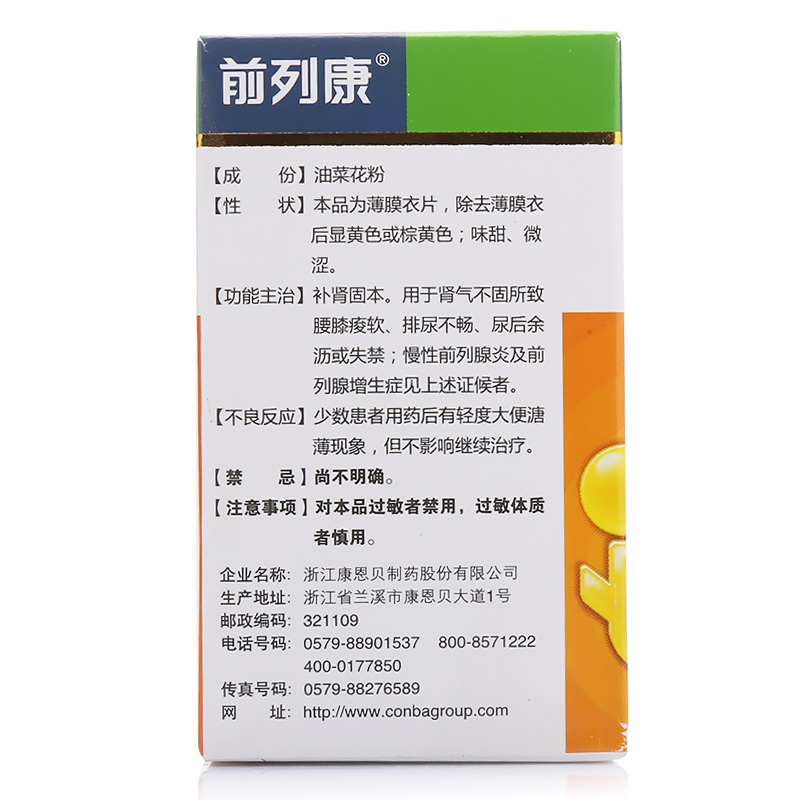 前列康®
【成 份】油菜花粉
【性 状】本品为薄膜衣片，除去薄膜衣
后显黄色或棕黄色；味甜、微
涩。
【功能主治】补肾固本。用于肾气不固所致
腰膝痠软、排尿不畅、尿后余
沥或失禁；慢性前列腺炎及前
列腺增生症见上述证候者。
【不良反应】少数患者用药后有轻度大便溏
薄现象，但不影响继续治疗。
【禁 忌】尚不明确。
【注意事项】对本品过敏者禁用，过敏体质
者慎用。
企业名称：浙江康恩贝制药股份有限公司
生产地址：浙江省兰溪市康恩贝大道1号
邮政编码：321109
电话号码：0579-88901537 800-8571222
400-0177850
传真号码：0579-88276589
网 址：http://www.conbagroup.com